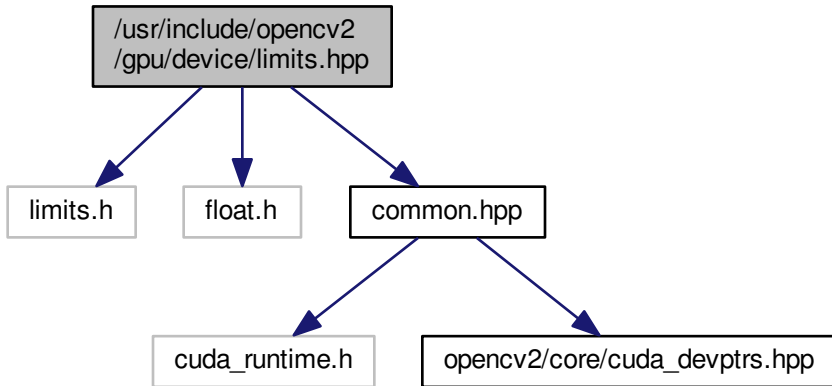 /usr/include/opencv2
/gpu/device/limits.hpp
limits.h
float.h
common.hpp
cuda_runtime.h
opencv2/core/cuda_devptrs.hpp